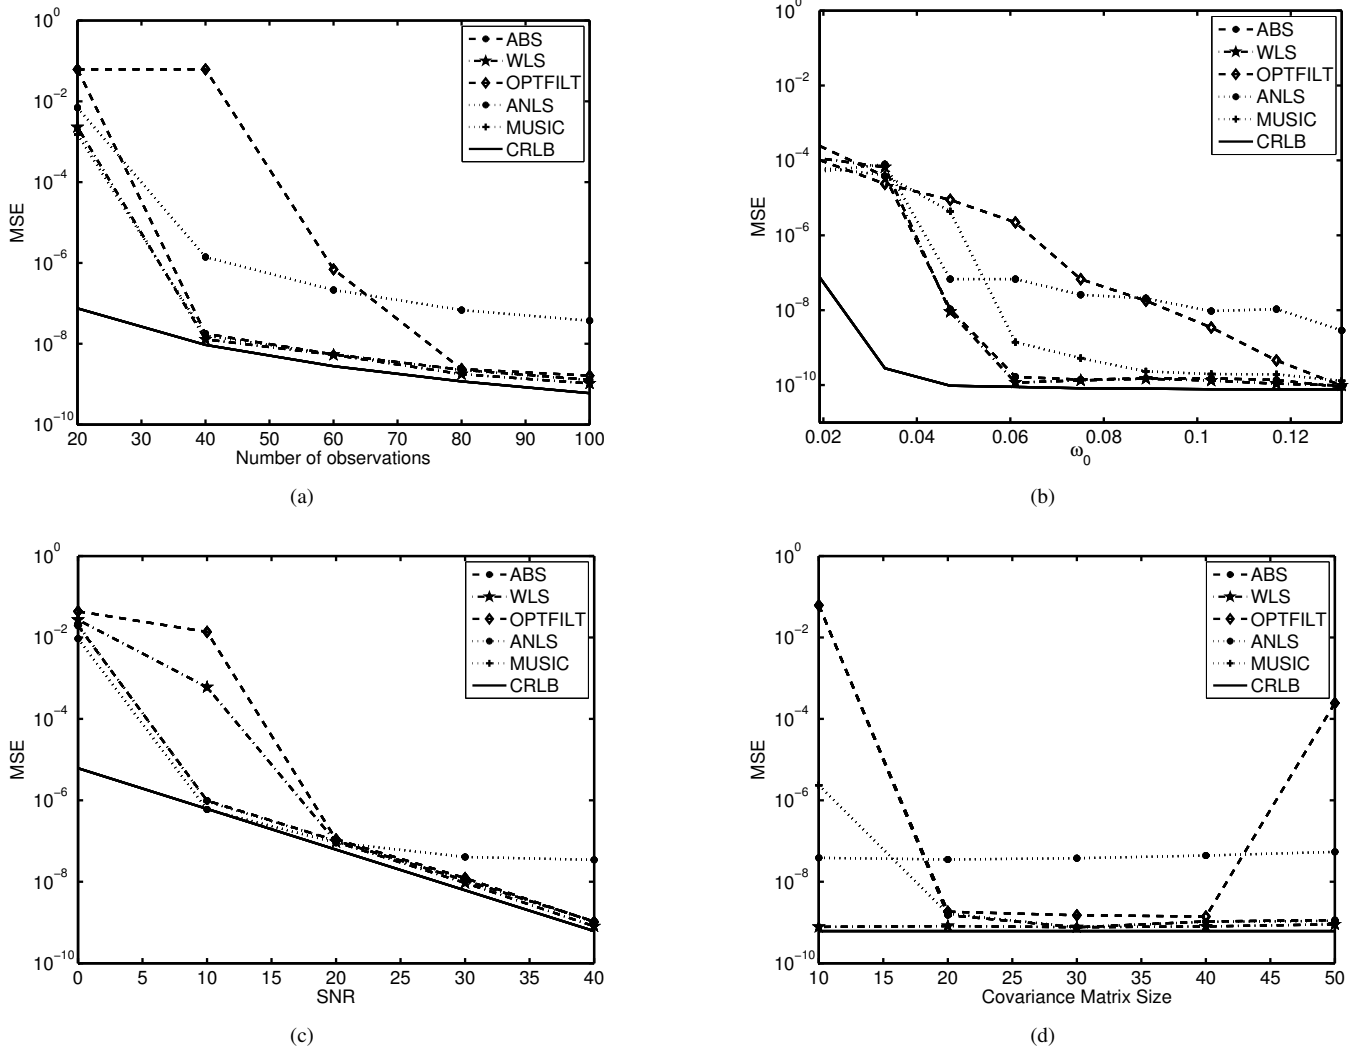 10^0
10^−2
10^−4
10^−6
10^−8
10^−10
MSE
20 30 40 50 60 70 80 90 100
Number of observations
ABS
WLS
OPTFILT
ANLS
MUSIC
CRLB
(a)
10^0
10^−2
10^−4
10^−6
10^−8
10^−10
MSE
0.02 0.04 0.06 0.08 0.1 0.12
ω_0
ABS
WLS
OPTFILT
ANLS
MUSIC
CRLB
(b)
10^0
10^−2
10^−4
10^−6
10^−8
10^−10
MSE
0 5 10 15 20 25 30 35 40
SNR
ABS
WLS
OPTFILT
ANLS
MUSIC
CRLB
(c)
10^0
10^−2
10^−4
10^−6
10^−8
10^−10
MSE
10 15 20 25 30 35 40 45 50
Covariance Matrix Size
ABS
WLS
OPTFILT
ANLS
MUSIC
CRLB
(d)